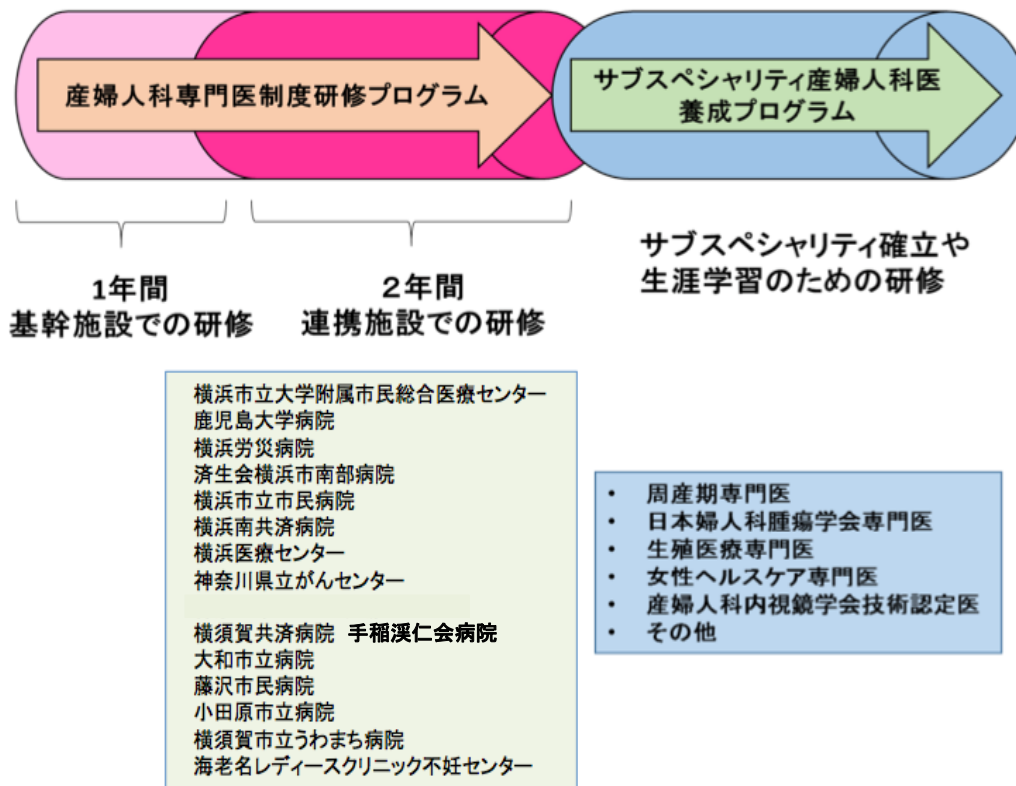 産婦人科専門医制度研修プログラム
サブスペシャリティ産婦人科医
養成プログラム
1年間
基幹施設での研修
２年間
連携施設での研修
サブスペシャリティ確立や
生涯学習のための研修
横浜市立大学附属市民総合医療センター
鹿児島大学病院
横浜労災病院
済生会横浜市南部病院
横浜市立市民病院
横浜南共済病院
横浜医療センター
神奈川県立がんセンター
横須賀共済病院 手稲渓仁会病院
大和市立病院
藤沢市民病院
小田原市立病院
横須賀市立うわまち病院
海老名レディースクリニック不妊センター
・ 周産期専門医
・ 日本婦人科腫瘍学会専門医
・ 生殖医療専門医
・ 女性ヘルスケア専門医
・ 産婦人科内視鏡学会技術認定医
・ その他